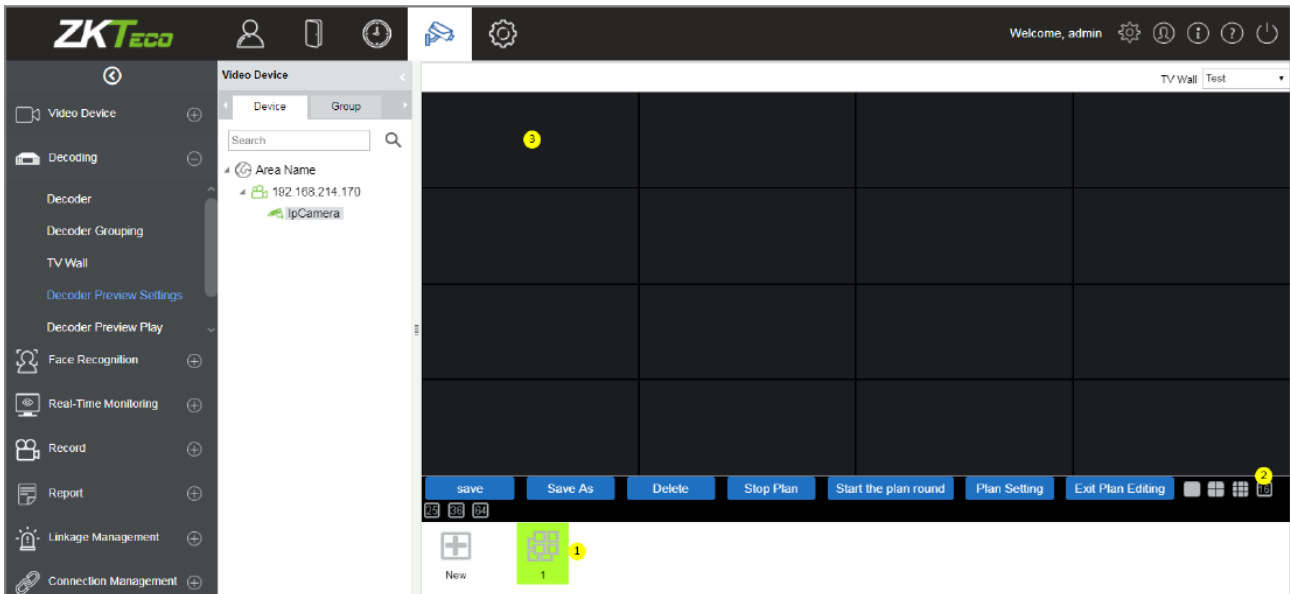 ZKTeco
Welcome, admin
Video Device
TV Wall Test
Video Device
Device Group
Search
Decoding
Area Name
192.168.214.170
IpCamera
Decoder
Decoder Grouping
TV Wall
Decoder Preview Settings
Decoder Preview Play
Face Recognition
Real-Time Monitoring
Record
Report
Linkage Management
Connection Management
3
2
save Save As Delete Stop Plan Start the plan round Plan Setting Exit Plan Editing 16
25 36 64
1
New 1